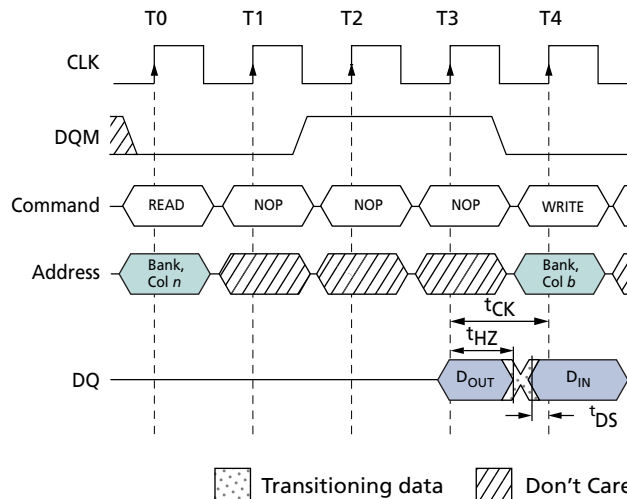 T0 T1 T2 T3 T4
CLK
DQM
Command READ NOP NOP NOP WRITE
Address Bank, Col n Bank, Col b
tCK
tHZ
DQ DOUT DIN
tDS
Transitioning data Don't Care